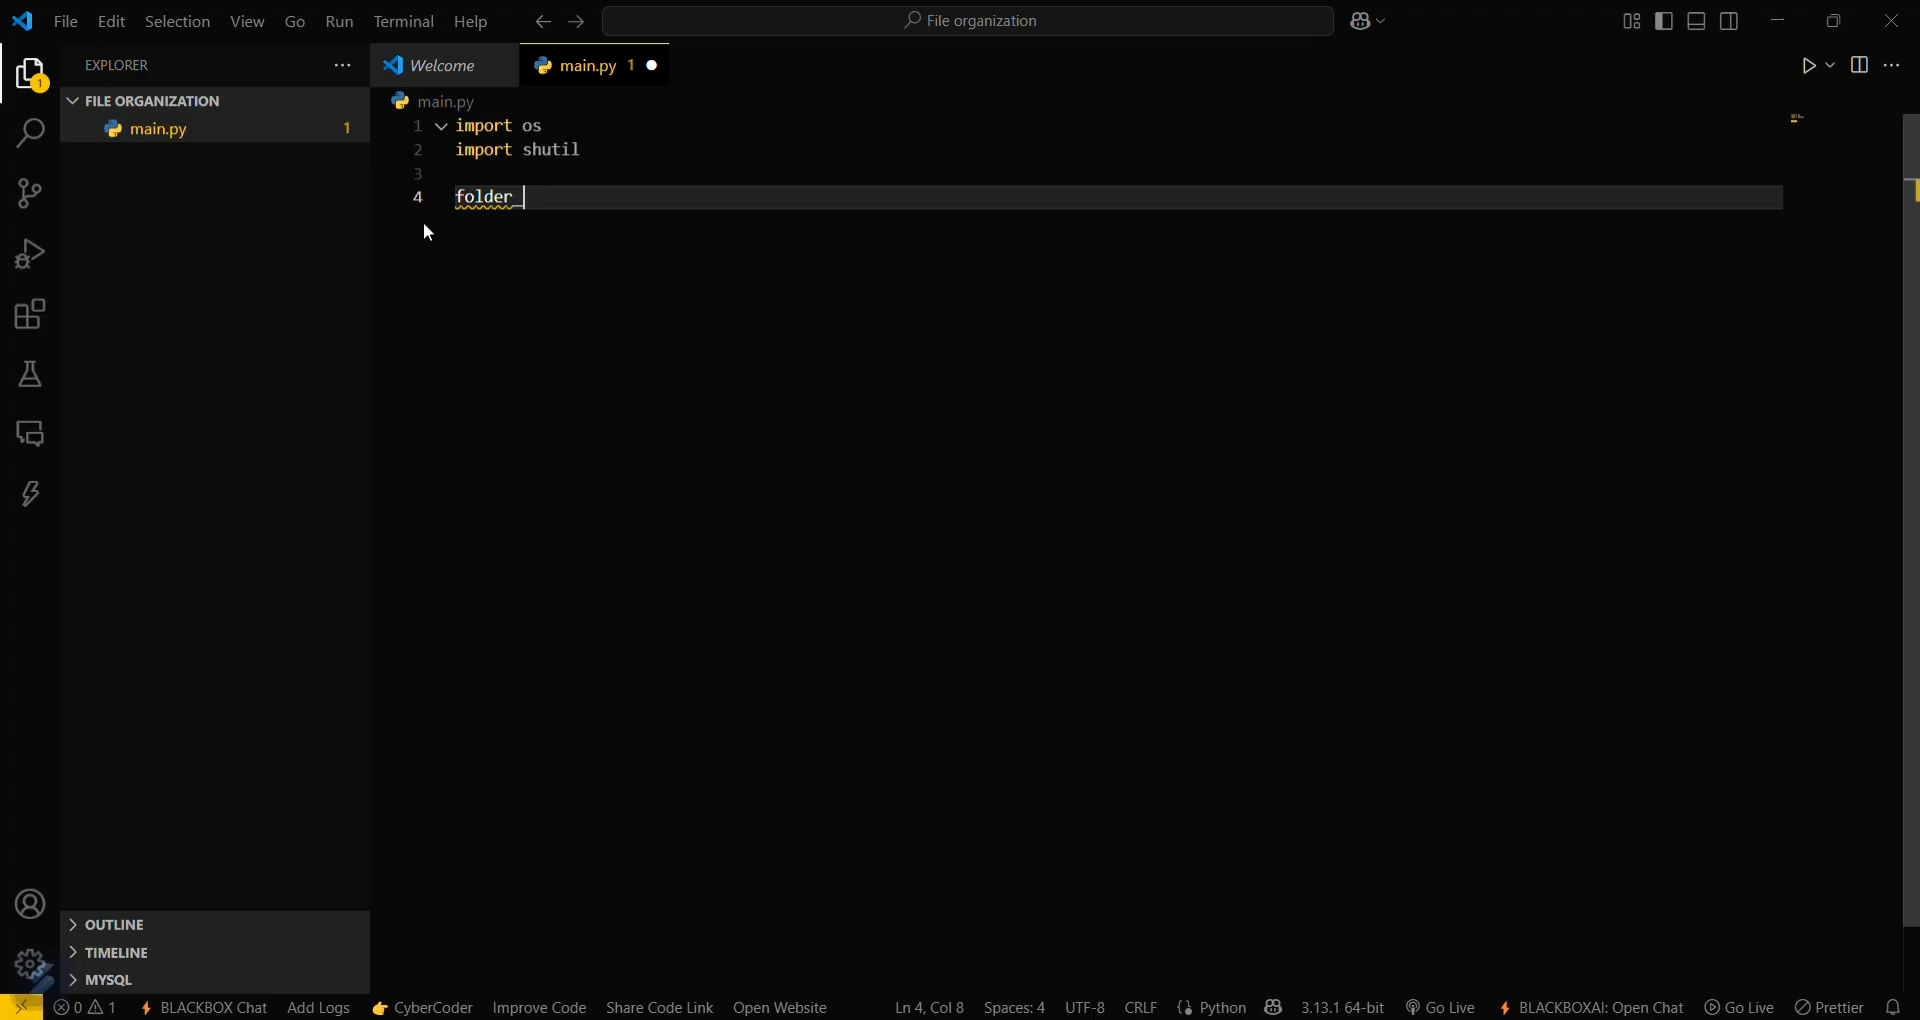 File Edit Selection View Go Run Terminal Help
File organization
EXPLORER
Welcome
main.py 1
FILE ORGANIZATION
main.py
main.py 1
1 import os
2 import shutil
3
4 folder_
1
OUTLINE
TIMELINE
MYSQL
0 1 BLACKBOX Chat Add Logs CyberCoder Improve Code Share Code Link Open Website Ln 4, Col 8 Spaces: 4 UTF-8 CRLF {} Python 3.13.1 64-bit Go Live BLACKBOXAI: Open Chat Go Live Prettier